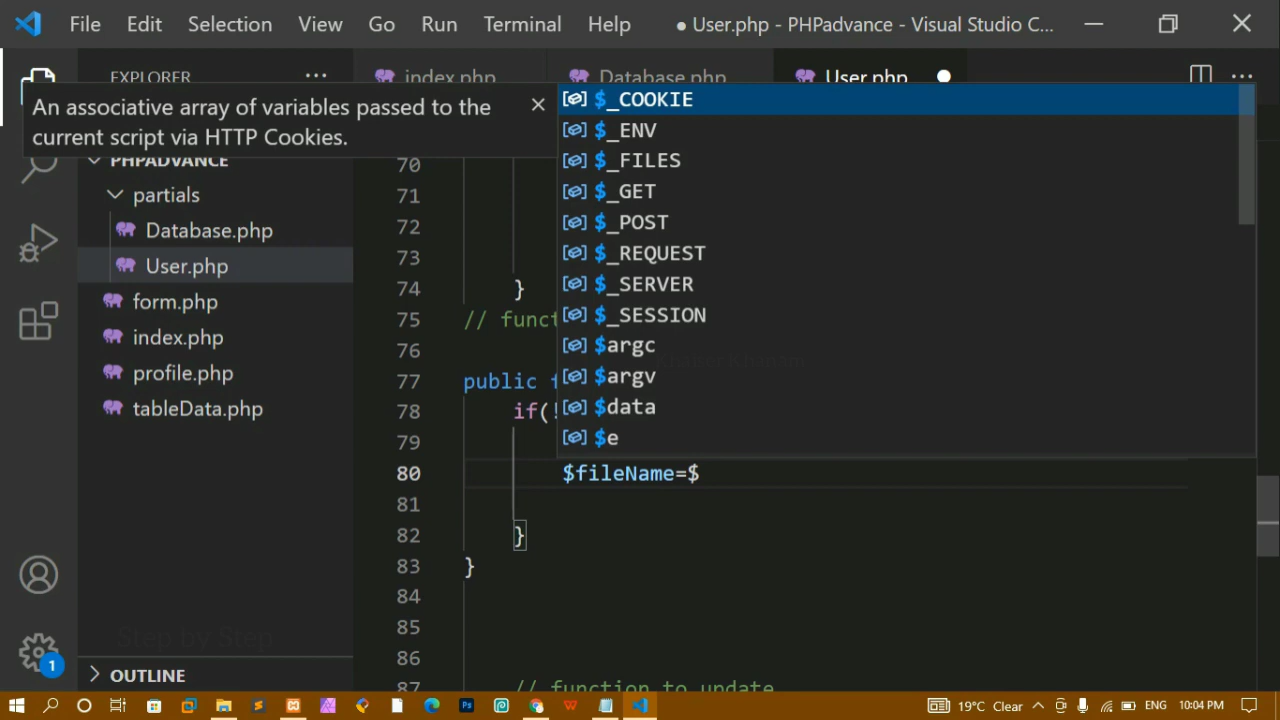 File Edit Selection View Go Run Terminal Help ● User.php - PHPadvance - Visual Studio C...
EXPLORER ... index.php Database.php User.php ● ...
An associative array of variables passed to the
current script via HTTP Cookies.
PHPADVANCE
partials
Database.php
User.php
form.php
index.php
profile.php
tableData.php
Step by Step
OUTLINE
$_COOKIE
$_ENV
$_FILES
$_GET
$_POST
$_REQUEST
$_SERVER
$_SESSION
$argc
$argv
$data
$e
70
71
72
73
74 }
75 // funct
76
77 public f
78 if(!
79
80 $fileName=$
81
82 }
83 }
84
85
86
87 // function to update
1
19°C Clear ENG 10:04 PM